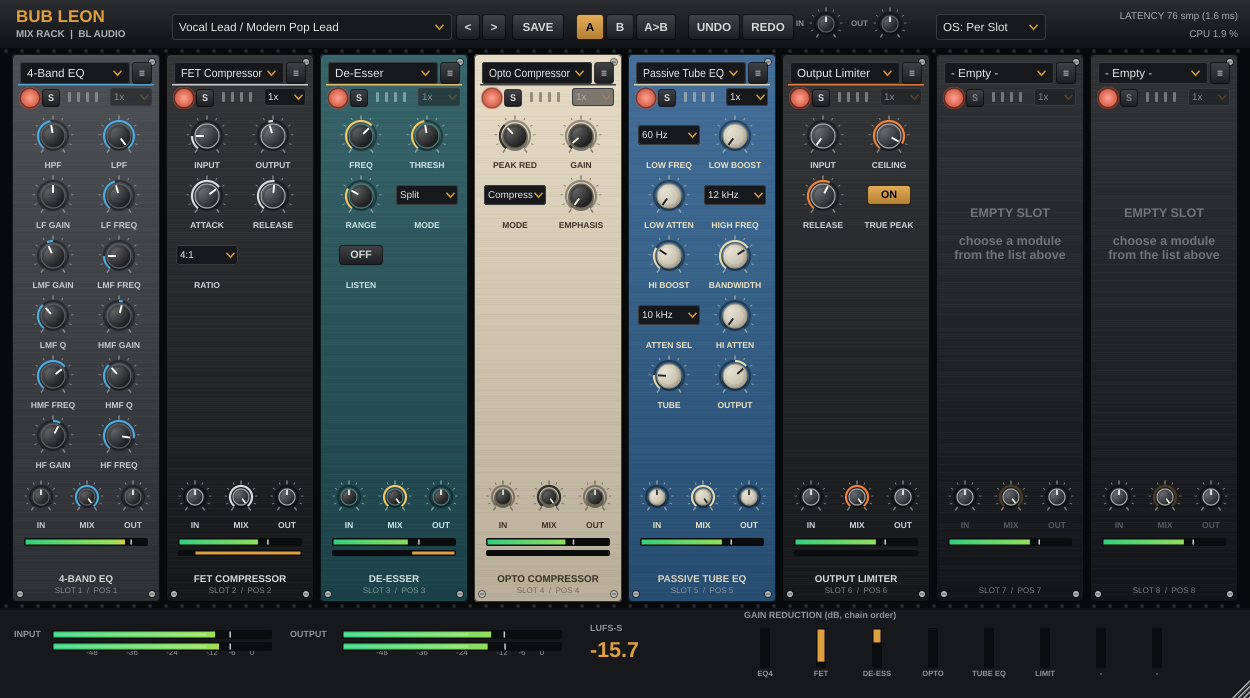 BUB LEON
MIX RACK | BL AUDIO
Vocal Lead / Modern Pop Lead
< > SAVE A B A>B UNDO REDO IN OUT OS: Per Slot
LATENCY 76 smp (1.6 ms)
CPU 1.9 %
4-Band EQ ≡ FET Compressor ≡ De-Esser ≡ Opto Compressor ≡ Passive Tube EQ ≡ Output Limiter ≡ - Empty - ≡ - Empty - ≡
S 1x S 1x S 1x S 1x S 1x S 1x S 1x S 1x
60 Hz
HPF LPF INPUT OUTPUT FREQ THRESH PEAK RED GAIN LOW FREQ LOW BOOST INPUT CEILING
Split Compress 12 kHz ON
LF GAIN LF FREQ ATTACK RELEASE RANGE MODE MODE EMPHASIS LOW ATTEN HIGH FREQ RELEASE TRUE PEAK
EMPTY SLOT EMPTY SLOT
choose a module choose a module
from the list above from the list above
4:1 OFF
LMF GAIN LMF FREQ RATIO LISTEN HI BOOST BANDWIDTH
10 kHz
LMF Q HMF GAIN ATTEN SEL HI ATTEN
HMF FREQ HMF Q TUBE OUTPUT
HF GAIN HF FREQ
IN MIX OUT IN MIX OUT IN MIX OUT IN MIX OUT IN MIX OUT IN MIX OUT IN MIX OUT IN MIX OUT
4-BAND EQ FET COMPRESSOR DE-ESSER OPTO COMPRESSOR PASSIVE TUBE EQ OUTPUT LIMITER
SLOT 1 / POS 1 SLOT 2 / POS 2 SLOT 3 / POS 3 SLOT 4 / POS 4 SLOT 5 / POS 5 SLOT 6 / POS 6 SLOT 7 / POS 7 SLOT 8 / POS 8
INPUT
-48 -36 -24 -12 -6 0
OUTPUT
-48 -36 -24 -12 -6 0
LUFS-S
-15.7
GAIN REDUCTION (dB, chain order)
EQ4 FET DE-ESS OPTO TUBE EQ LIMIT - -